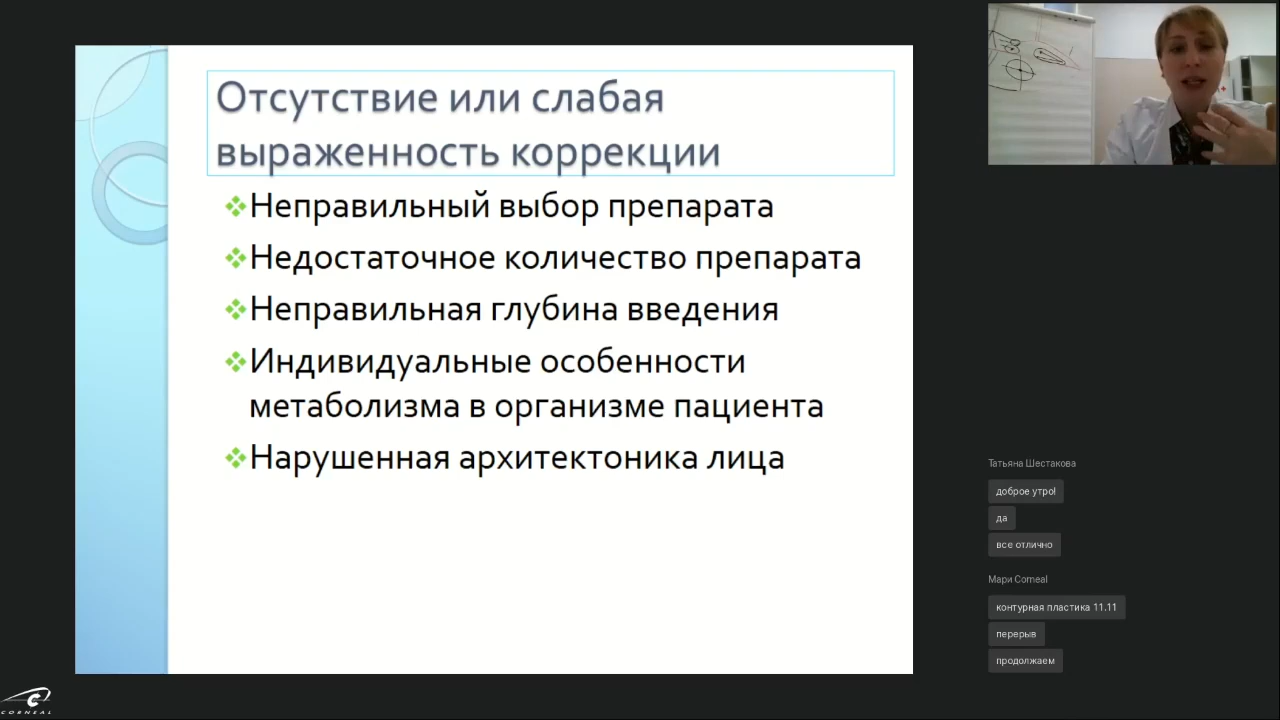 Отсутствие или слабая
выраженность коррекции
Неправильный выбор препарата
Недостаточное количество препарата
Неправильная глубина введения
Индивидуальные особенности
метаболизма в организме пациента
Нарушенная архитектоника лица
Татьяна Шестакова
доброе утро!
да
все отлично
Мари Corneal
контурная пластика 11.11
перерыв
продолжаем
CORNEAL